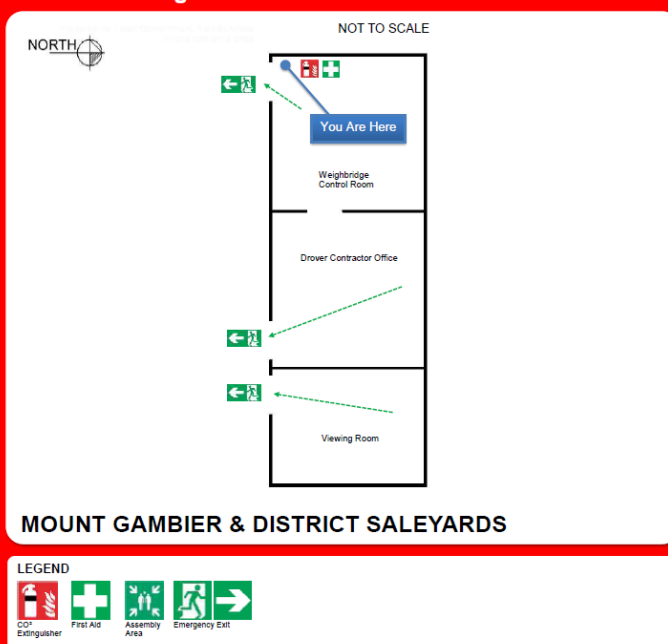 NOT TO SCALE
NORTH
You Are Here
Weighbridge
Control Room
Drover Contractor Office
Viewing Room
MOUNT GAMBIER & DISTRICT SALEYARDS
LEGEND
CO²
Extinguisher
First Aid
Assembly
Area
Emergency Exit